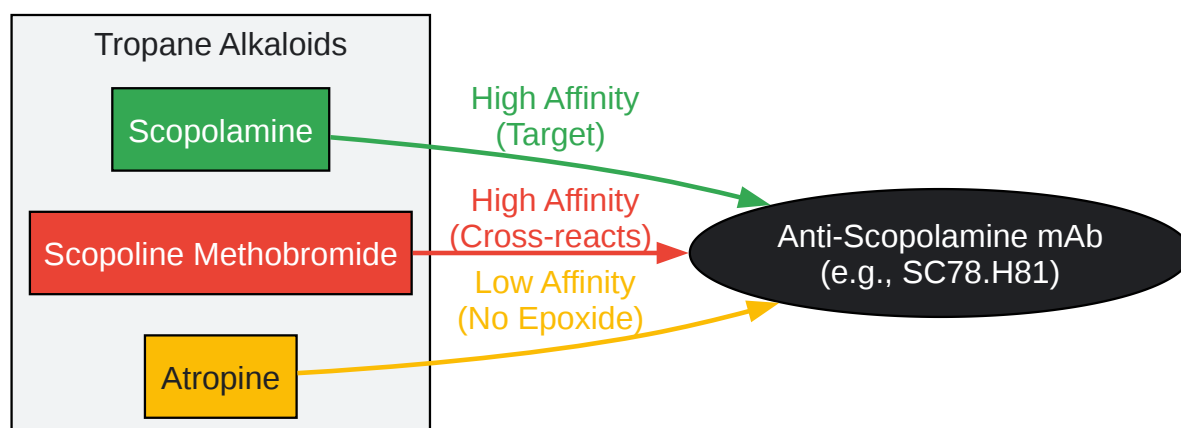 Tropane Alkaloids
Scopolamine
High Affinity
(Target)
Scopoline Methobromide
High Affinity
(Cross-reacts)
Atropine
Low Affinity
(No Epoxide)
Anti-Scopolamine mAb
(e.g., SC78.H81)